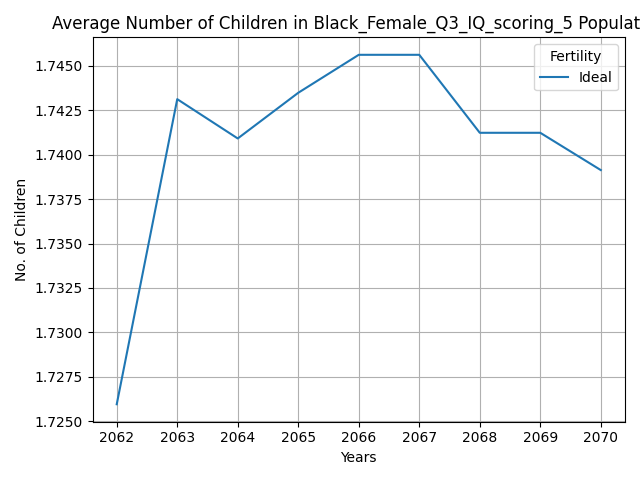 Average Number of Children in Black_Female_Q3_IQ_scoring_5 Populat
Fertility
Ideal
1.7450
1.7425
1.7400
1.7375
1.7350
1.7325
1.7300
1.7275
1.7250
No. of Children
2062 2063 2064 2065 2066 2067 2068 2069 2070
Years